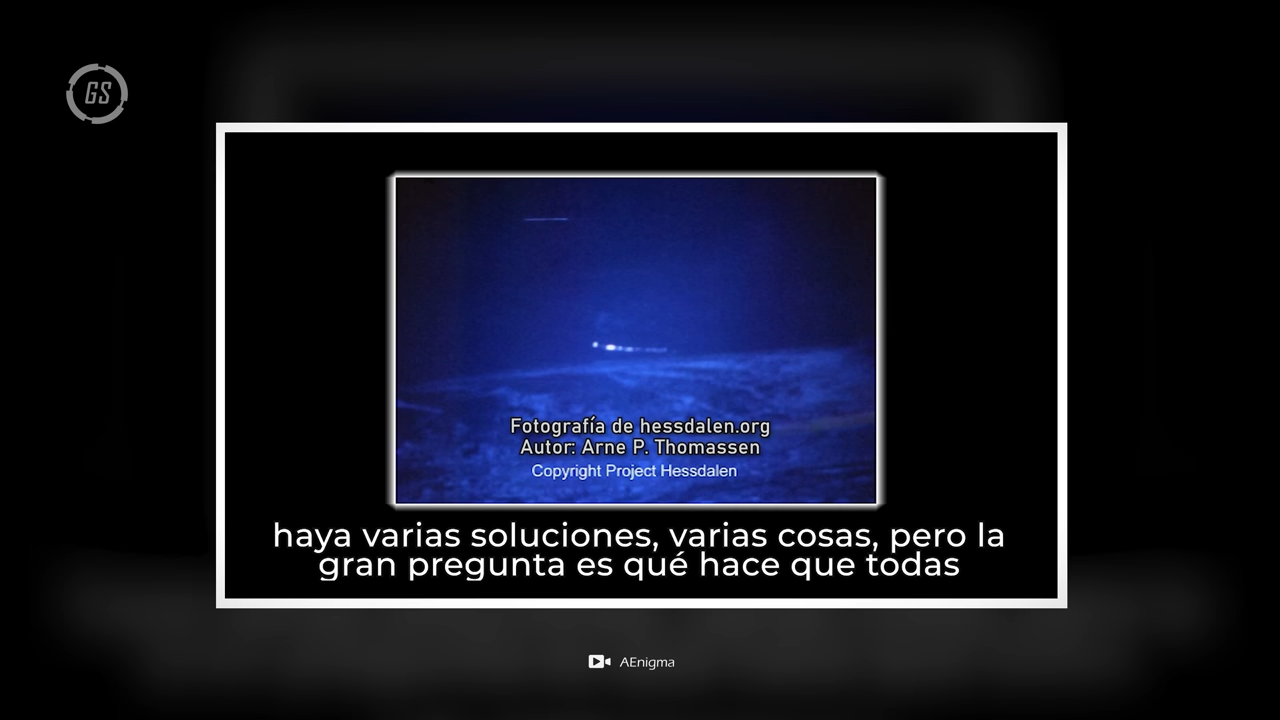 GS
Fotografía de hessdalen.org
Autor: Arne P. Thomassen
Copyright Project Hessdalen
haya varias soluciones, varias cosas, pero la
gran pregunta es qué hace que todas
AEnigma